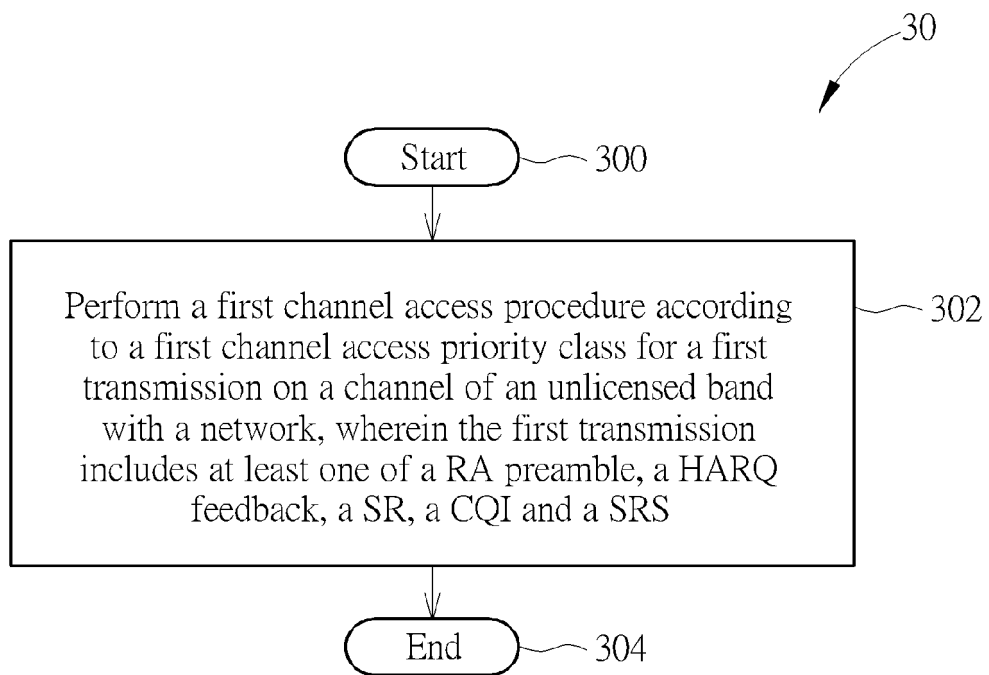 30
Start
300
Perform a first channel access procedure according
to a first channel access priority class for a first
transmission on a channel of an unlicensed band
with a network, wherein the first transmission
includes at least one of a RA preamble, a HARQ
feedback, a SR, a CQI and a SRS
302
End
304